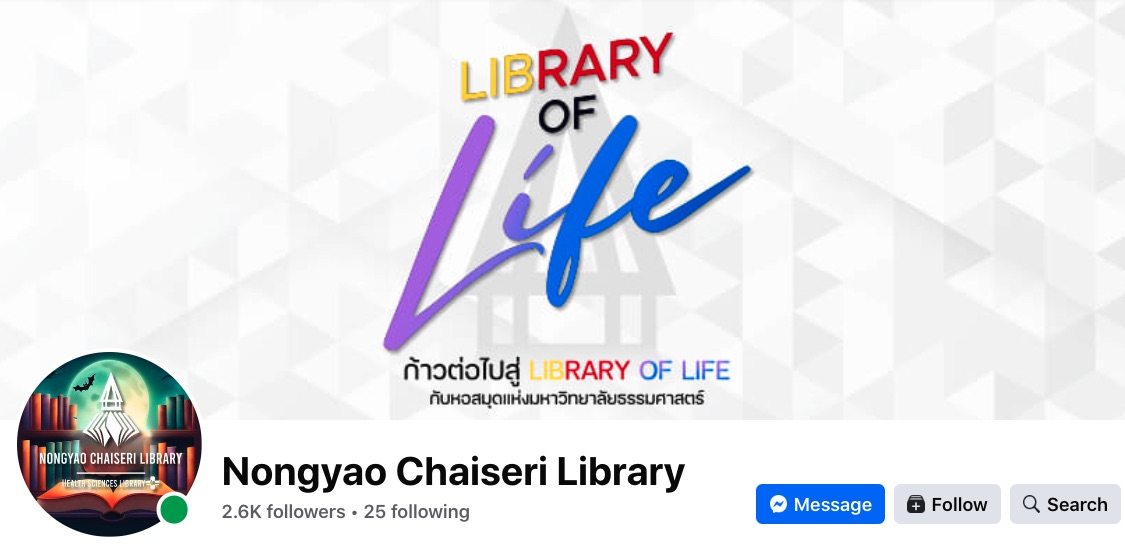 LIBRARY
OF
Life
ก้าวต่อไปสู่ LIBRARY OF LIFE
กับหอสมุดแห่งมหาวิทยาลัยธรรมศาสตร์
NONGYAO CHAISERI LIBRARY
HEALTH SCIENCES LIBRARY
Nongyao Chaiseri Library
2.6K followers • 25 following
Message
Follow
Search